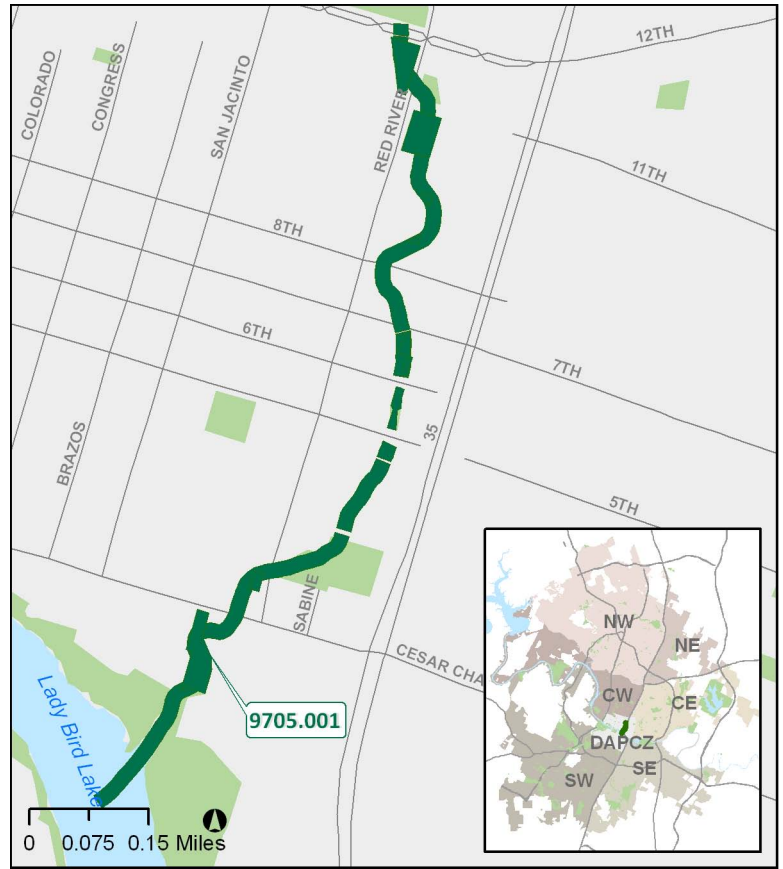 12TH
COLORADO
CONGRESS
SAN JACINTO
RED RIVER
11TH
8TH
6TH
7TH
35
BRAZOS
5TH
SABINE
CESAR CHA
Lady Bird Lake
9705.001
0 0.075 0.15 Miles
NW
NE
CW
CE
DAPCZ
SE
SW